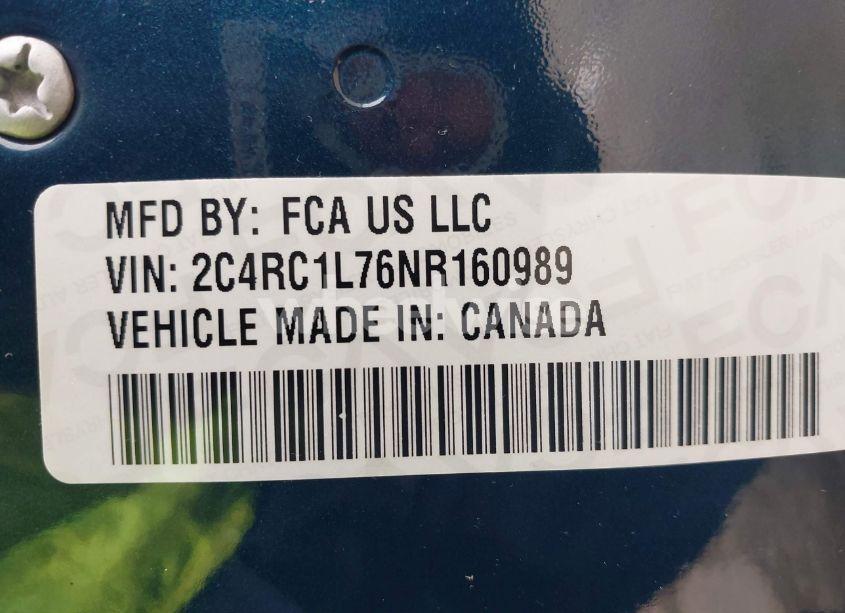 MFD BY: FCA US LLC
VIN: 2C4RC1L76NR160989
VEHICLE MADE IN: CANADA